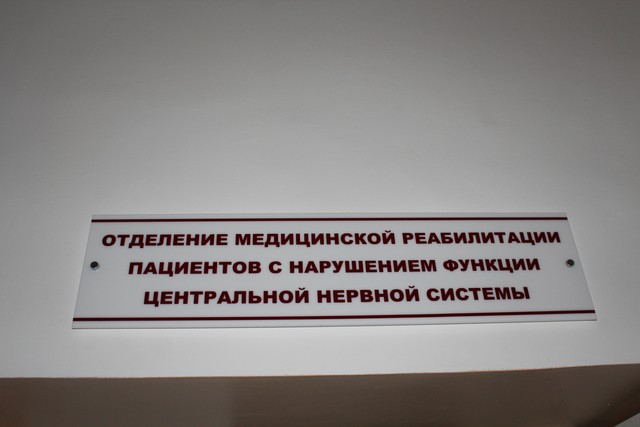 ОТДЕЛЕНИЕ МЕДИЦИНСКОЙ РЕАБИЛИТАЦИИ
ПАЦИЕНТОВ С НАРУШЕНИЕМ ФУНКЦИИ
ЦЕНТРАЛЬНОЙ НЕРВНОЙ СИСТЕМЫ